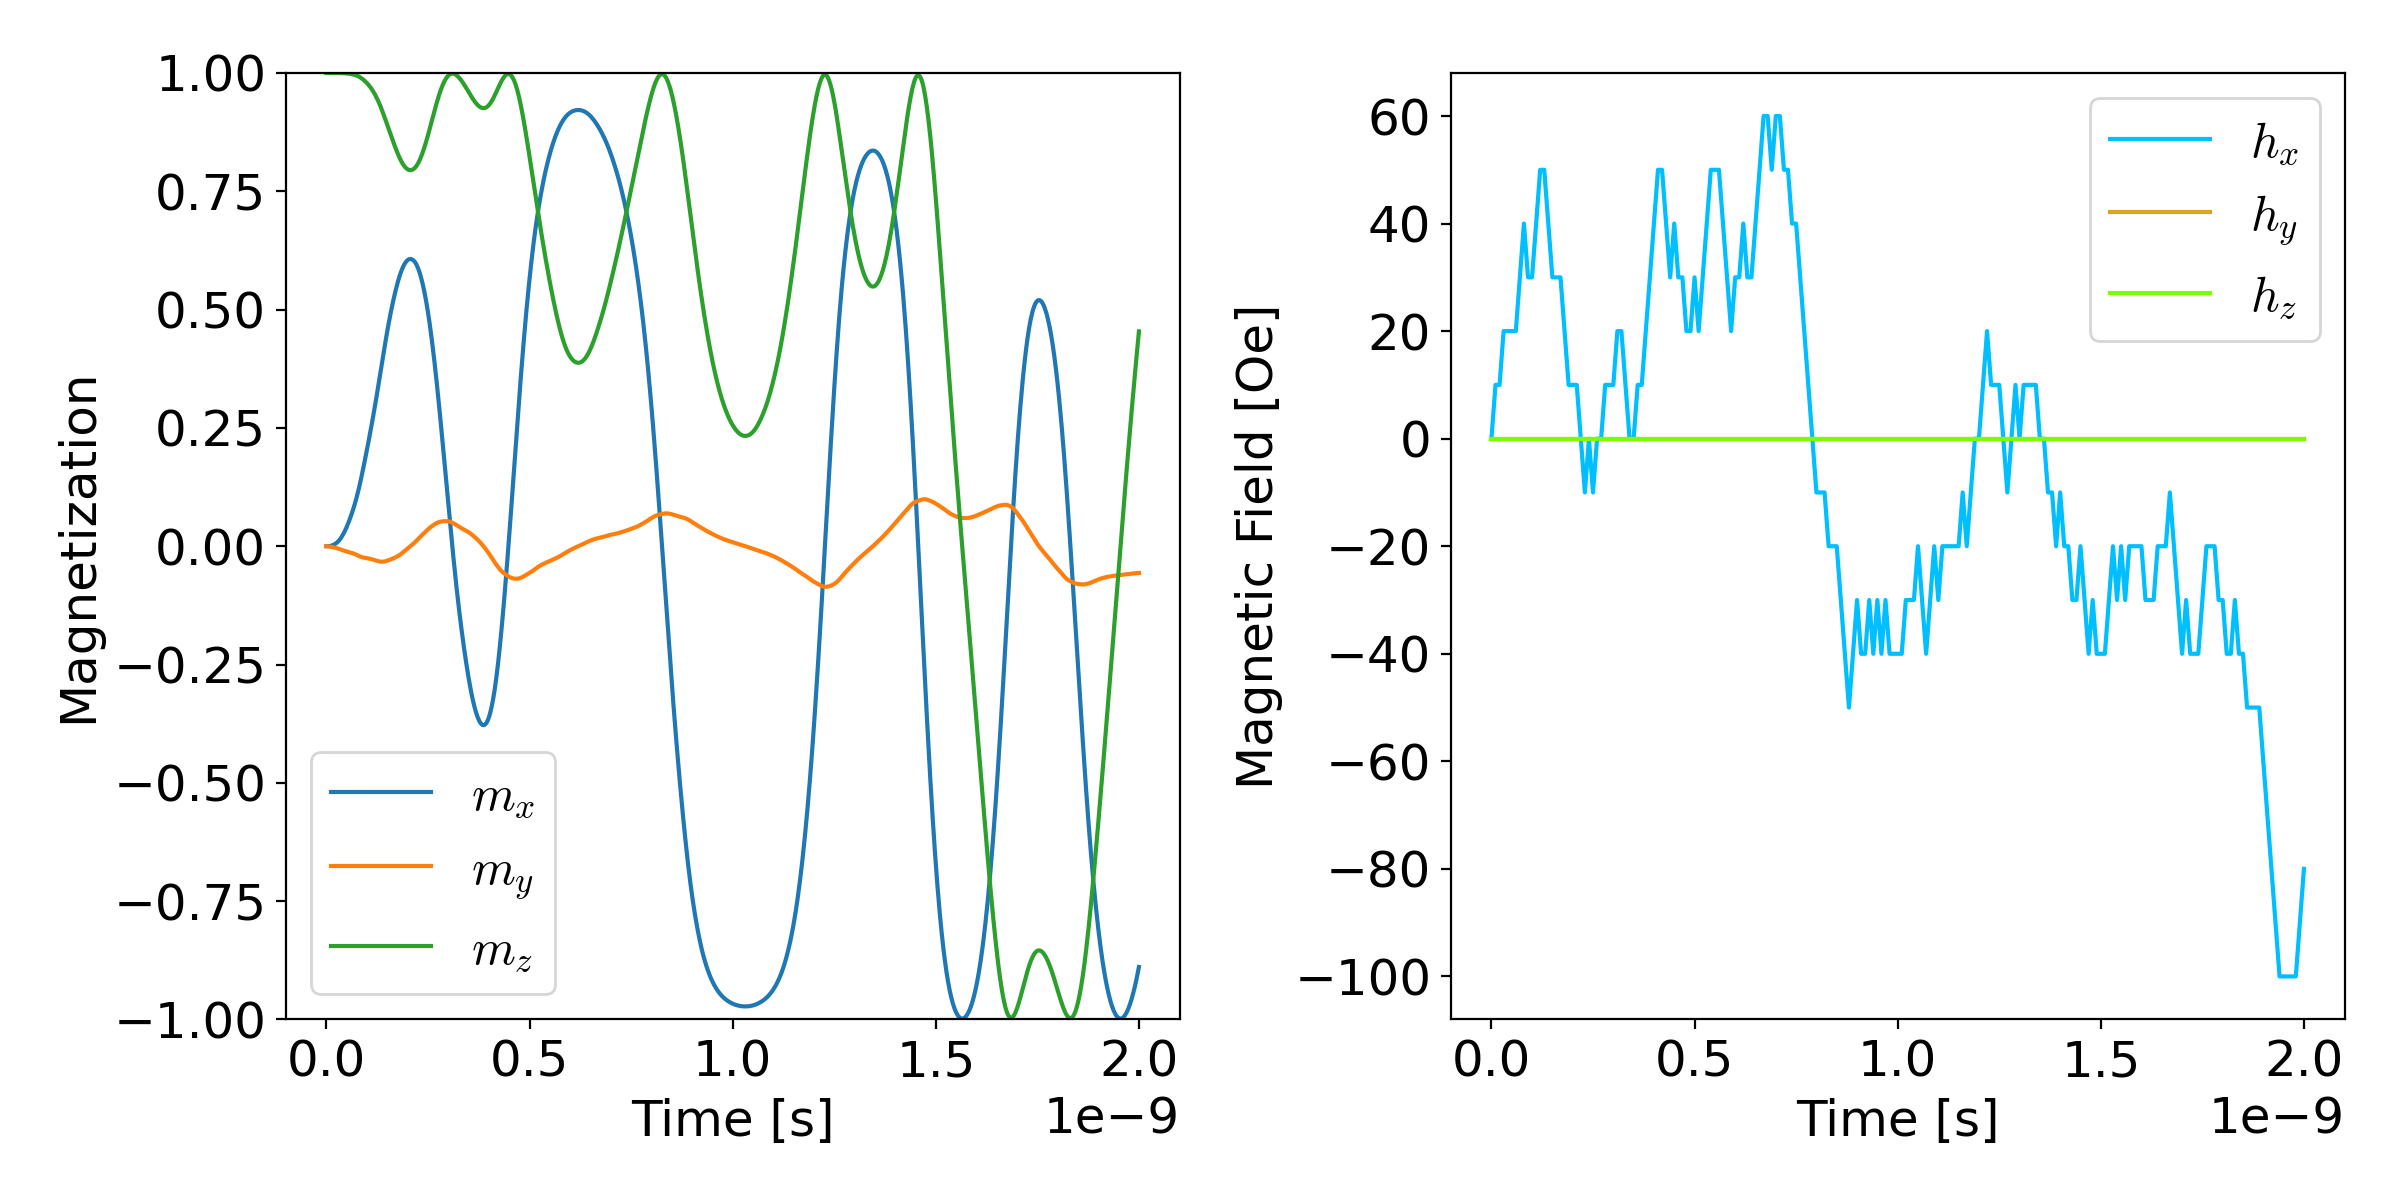 Magnetization
1.00
0.75
0.50
0.25
0.00
−0.25
−0.50
−0.75
−1.00
m_x
m_y
m_z
0.0 0.5 1.0 1.5 2.0
Time [s]
1e−9
Magnetic Field [Oe]
60
40
20
0
−20
−40
−60
−80
−100
h_x
h_y
h_z
0.0 0.5 1.0 1.5 2.0
Time [s]
1e−9